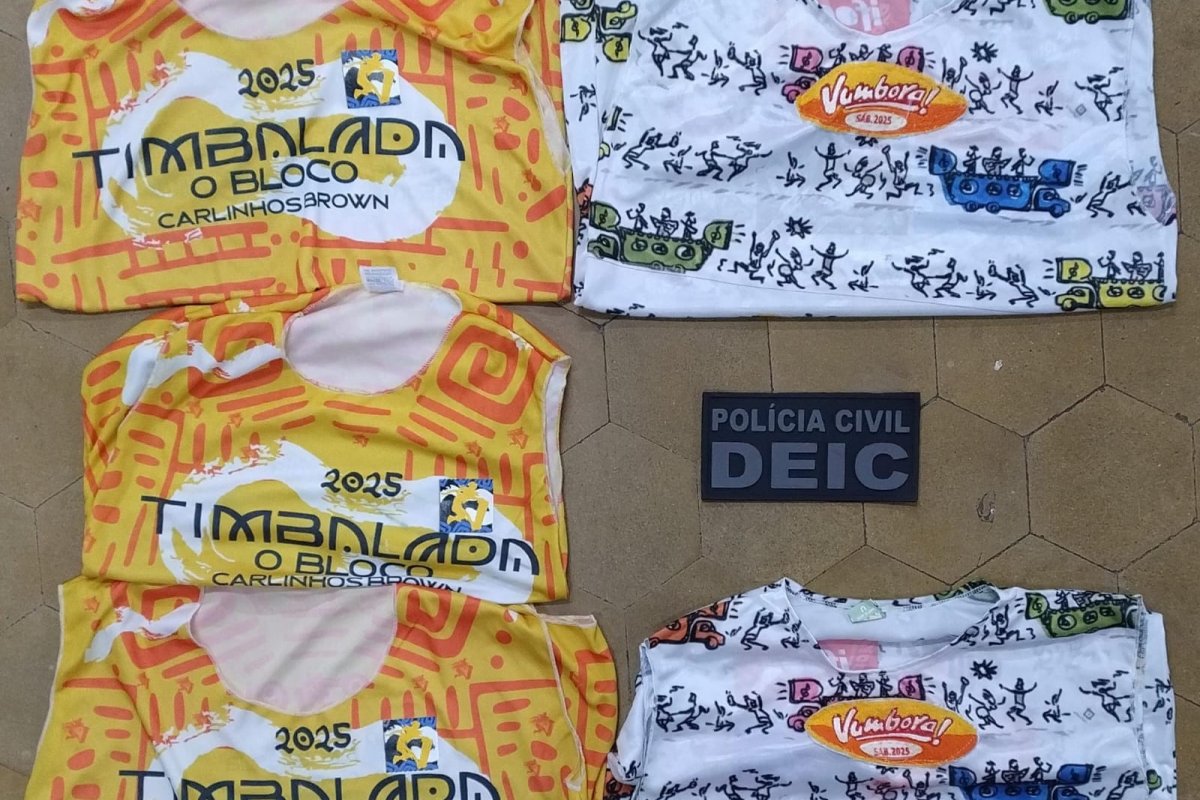 2025
TIMBALADA
O BLOCO
CARLINHOS BROWN
Vumbora!
SÁB.2025
2025
TIMBALADA
O BLOCO
CARLINHOS BROWN
POLÍCIA CIVIL
DEIC
2025
TIMBALADA
Vumbora!
SÁB.2025